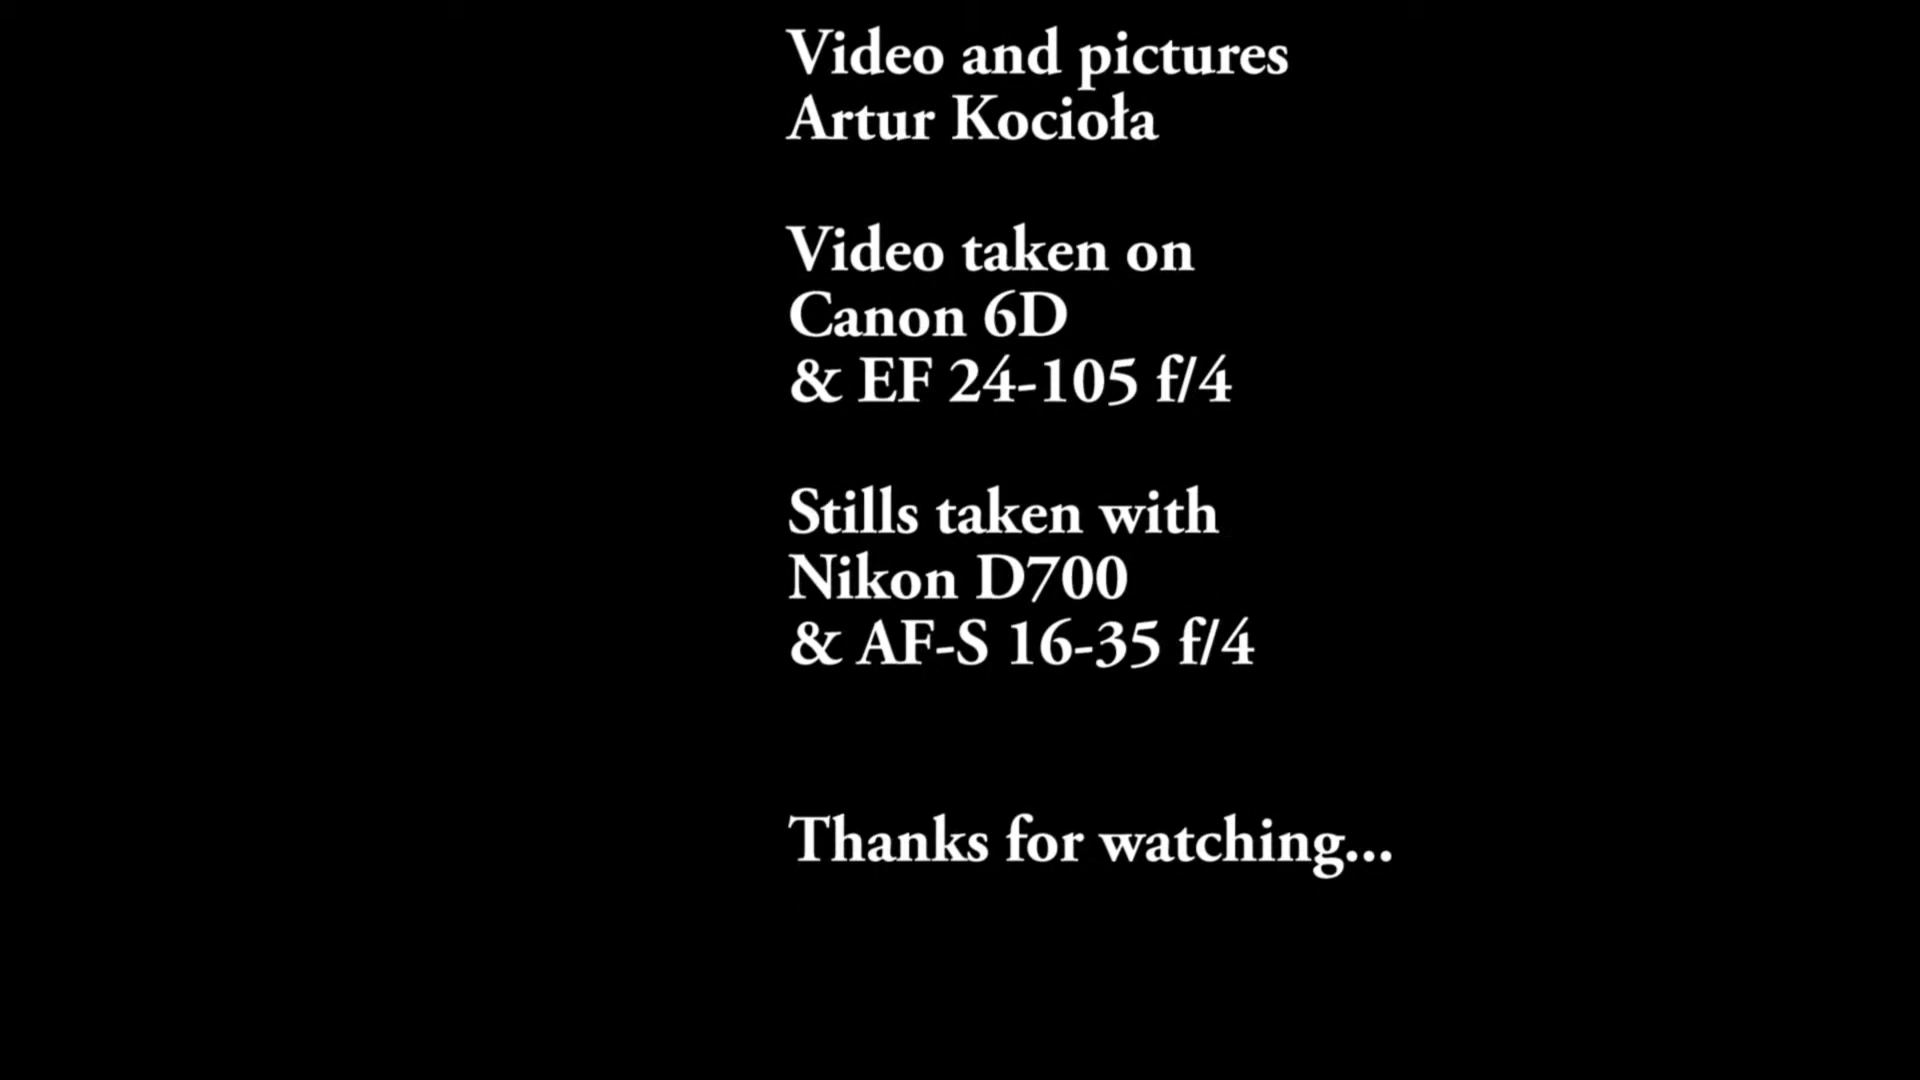 Video and pictures
Artur Kocioła
Video taken on
Canon 6D
& EF 24-105 f/4
Stills taken with
Nikon D700
& AF-S 16-35 f/4
Thanks for watching...